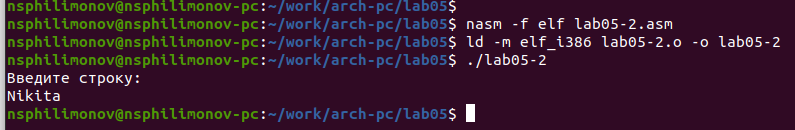 nsphilimonov@nsphilimonov-pc:~/work/arch-pc/lab05$
nsphilimonov@nsphilimonov-pc:~/work/arch-pc/lab05$ nasm -f elf lab05-2.asm
nsphilimonov@nsphilimonov-pc:~/work/arch-pc/lab05$ ld -m elf_i386 lab05-2.o -o lab05-2
nsphilimonov@nsphilimonov-pc:~/work/arch-pc/lab05$ ./lab05-2
Введите строку:
Nikita
nsphilimonov@nsphilimonov-pc:~/work/arch-pc/lab05$